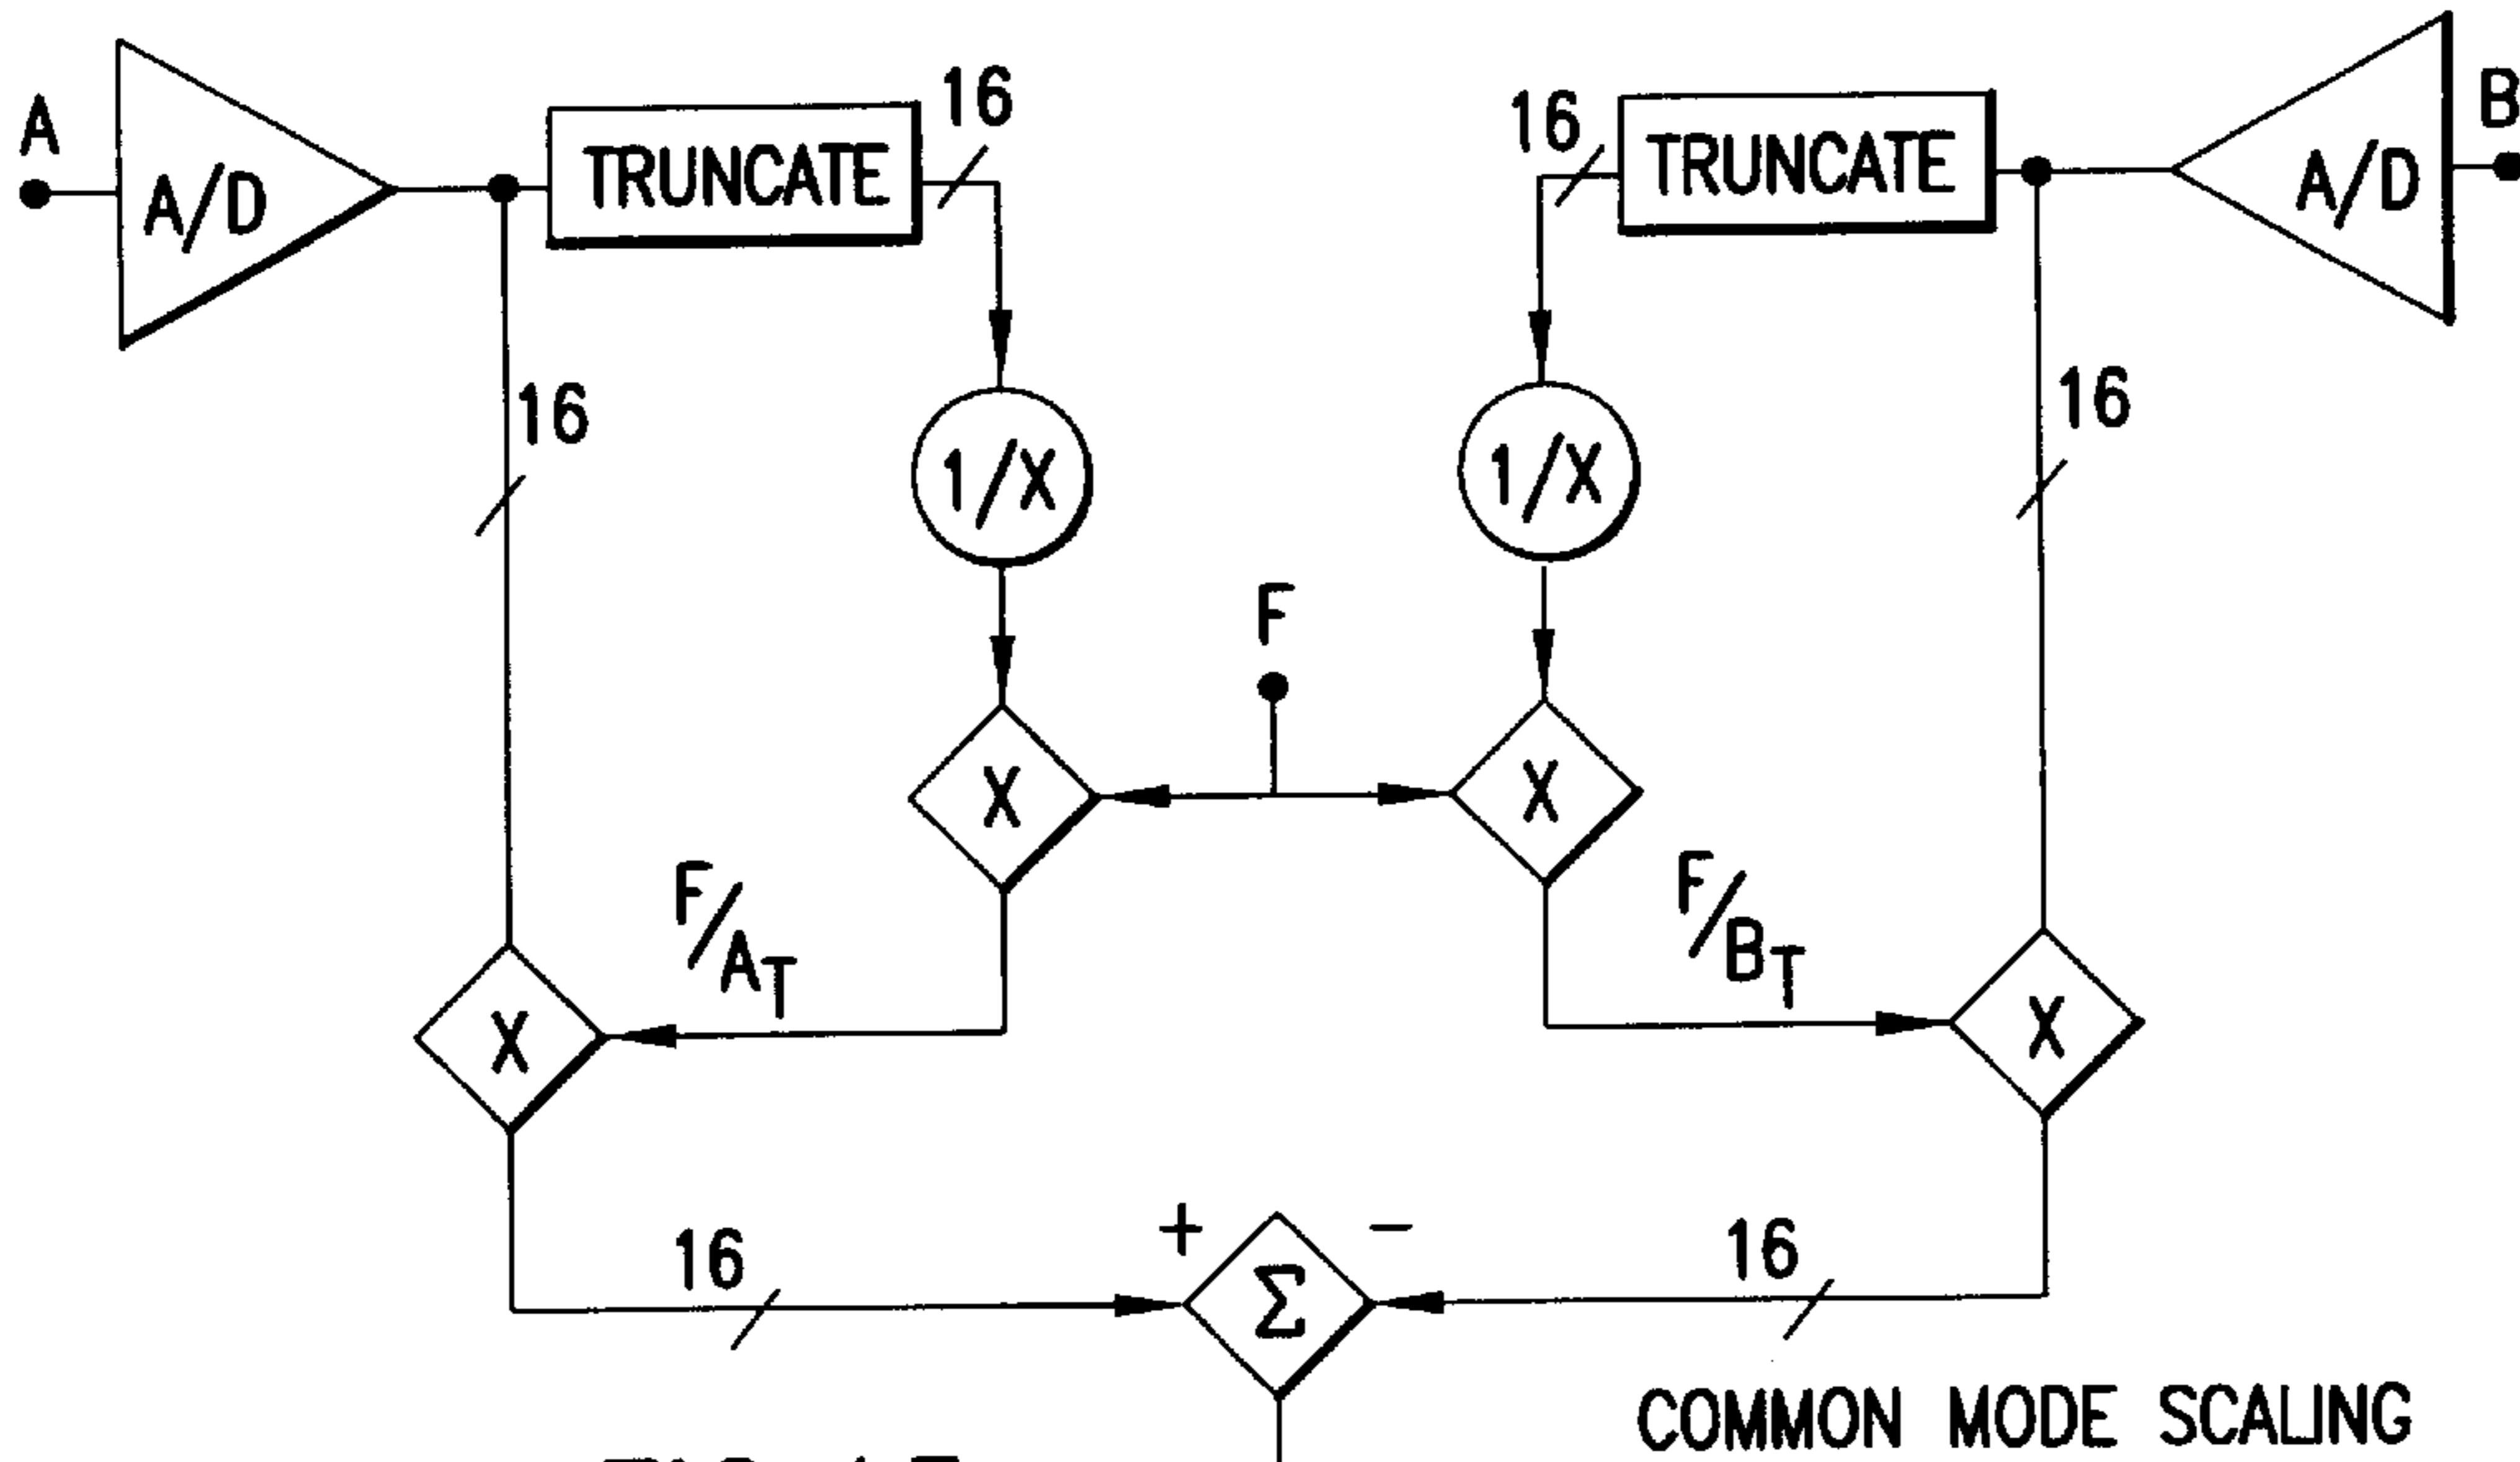 A
A/D
TRUNCATE
16
16
TRUNCATE
A/D
B
16
1/X
1/X
16
F
X
X
F/AT
F/BT
X
X
16
+
Σ
−
16
COMMON MODE SCALING